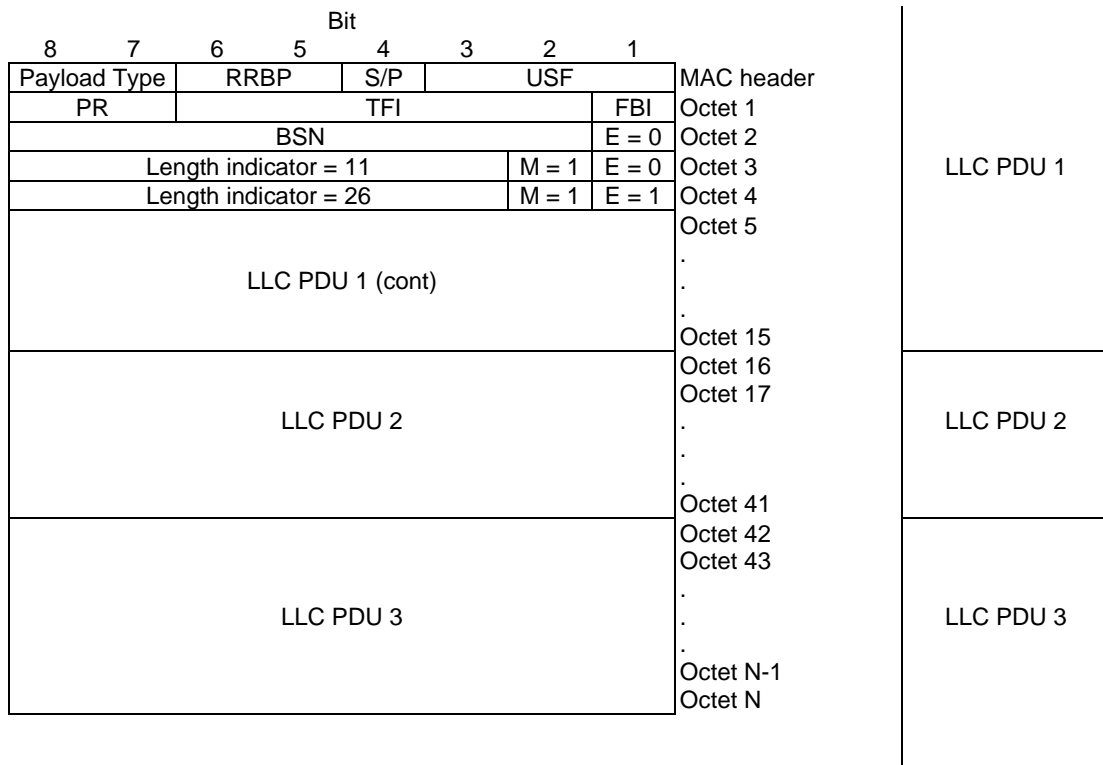 Bit
8 7 6 5 4 3 2 1
Payload Type RRBP S/P USF MAC header
PR TFI FBI Octet 1
BSN E = 0 Octet 2
Length indicator = 11 M = 1 E = 0 Octet 3 LLC PDU 1
Length indicator = 26 M = 1 E = 1 Octet 4
Octet 5
.
LLC PDU 1 (cont) .
.
Octet 15
Octet 16
Octet 17
LLC PDU 2 . LLC PDU 2
.
.
Octet 41
Octet 42
Octet 43
.
LLC PDU 3 . LLC PDU 3
.
Octet N-1
Octet N